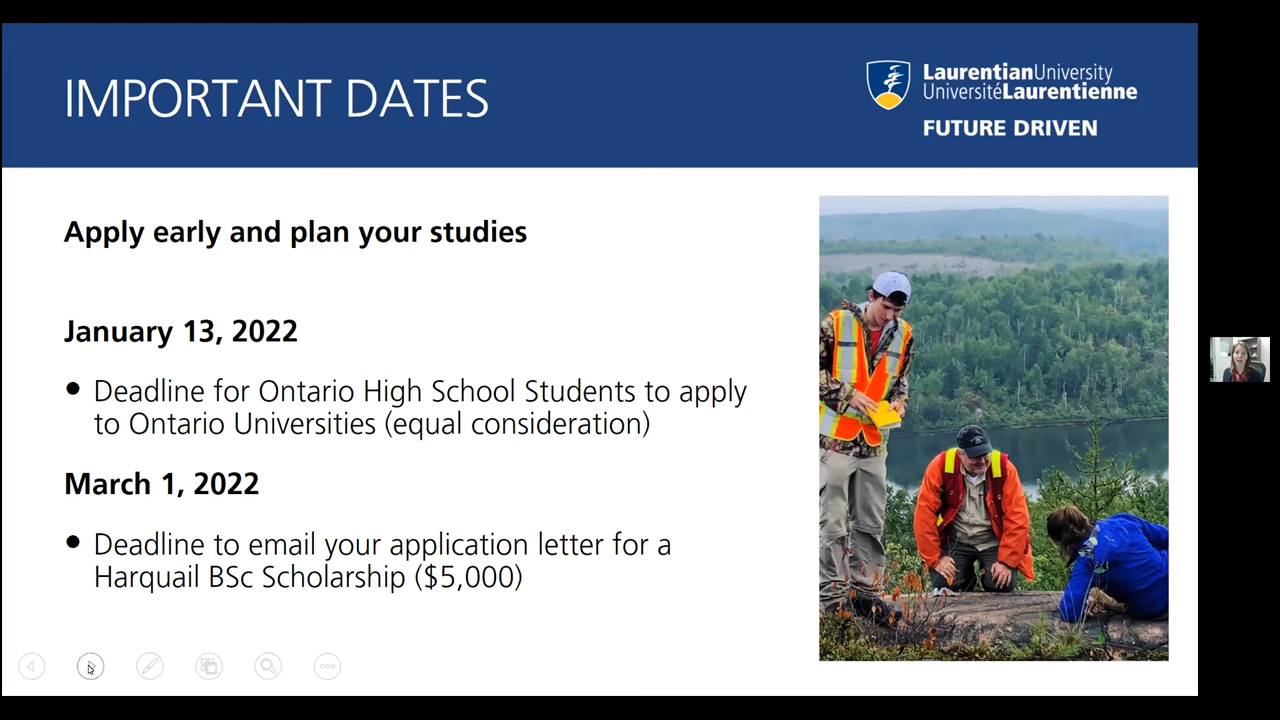 IMPORTANT DATES
LaurentianUniversity
UniversitéLaurentienne
FUTURE DRIVEN
Apply early and plan your studies
January 13, 2022
• Deadline for Ontario High School Students to apply
to Ontario Universities (equal consideration)
March 1, 2022
• Deadline to email your application letter for a
Harquail BSc Scholarship ($5,000)